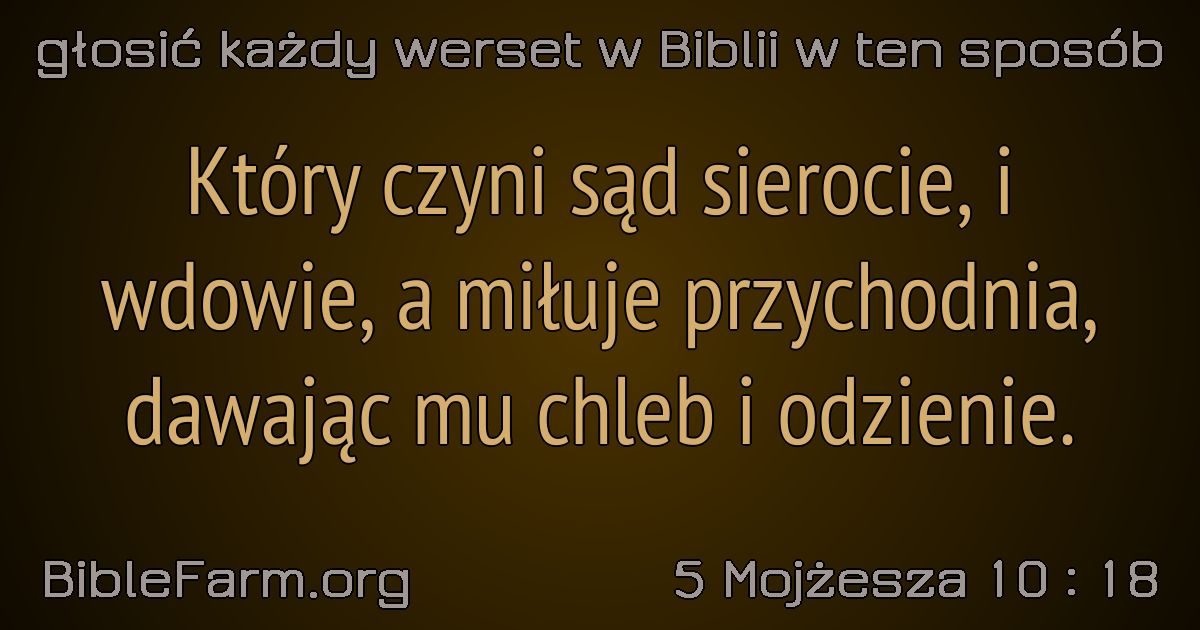 głosić każdy werset w Biblii w ten sposób
Który czyni sąd sierocie, i
wdowie, a miłuje przychodnia,
dawając mu chleb i odzienie.
BibleFarm.org
5 Mojżesza 10 : 18